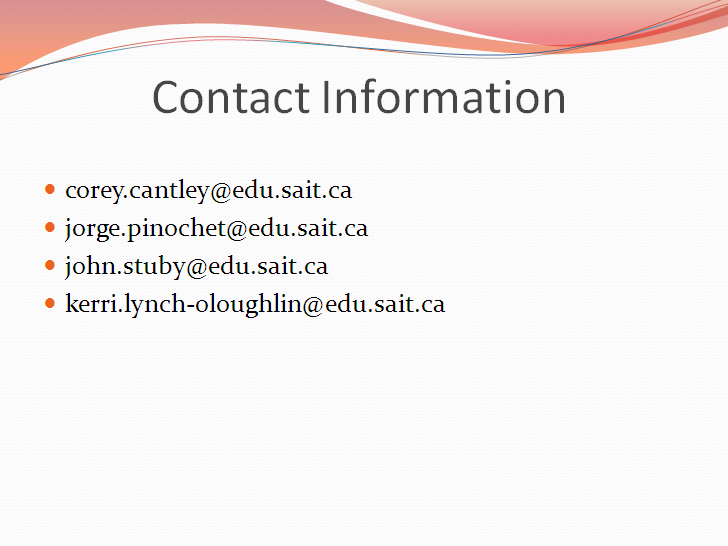 Contact Information
corey.cantley@edu.sait.ca
jorge.pinochet@edu.sait.ca
john.stuby@edu.sait.ca
kerri.lynch-oloughlin@edu.sait.ca